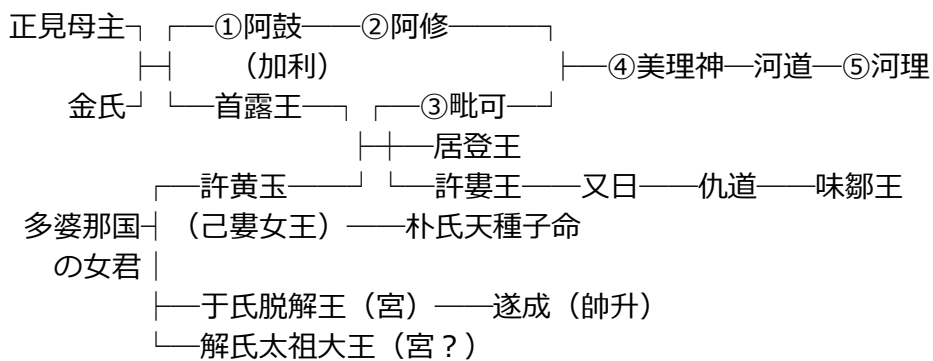 正見母主┐ ┌──①阿鼓───②阿修─────┐
├┤ (加利) ├──④美理神─河道─⑤河理
金氏┘ └──首露王──┐ ┌──③毗可──┘
├┼──居登王
┌──許黄玉────┘ └──許婁王───又日───仇道───味鄒王
多婆那国┤ (己婁女王)───朴氏天種子命
の女君│
├──于氏脱解王(宮)───遂成(帥升)
└──解氏太祖大王(宮?)